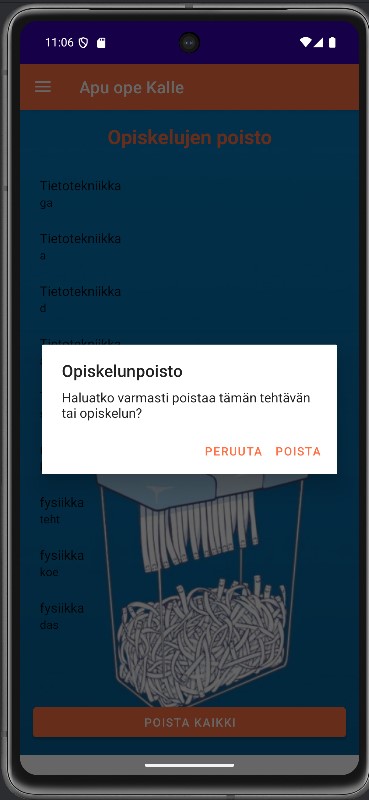 11:06
Apu ope Kalle
Opiskelujen poisto
Tietotekniikka
ga
Tietotekniikka
a
Tietotekniikka
d
Tietotekniikka
Opiskelunpoisto
Haluatko varmasti poistaa tämän tehtävän
tai opiskelun?
PERUUTA POISTA
fysiikka
teht
fysiikka
koe
fysiikka
das
POISTA KAIKKI